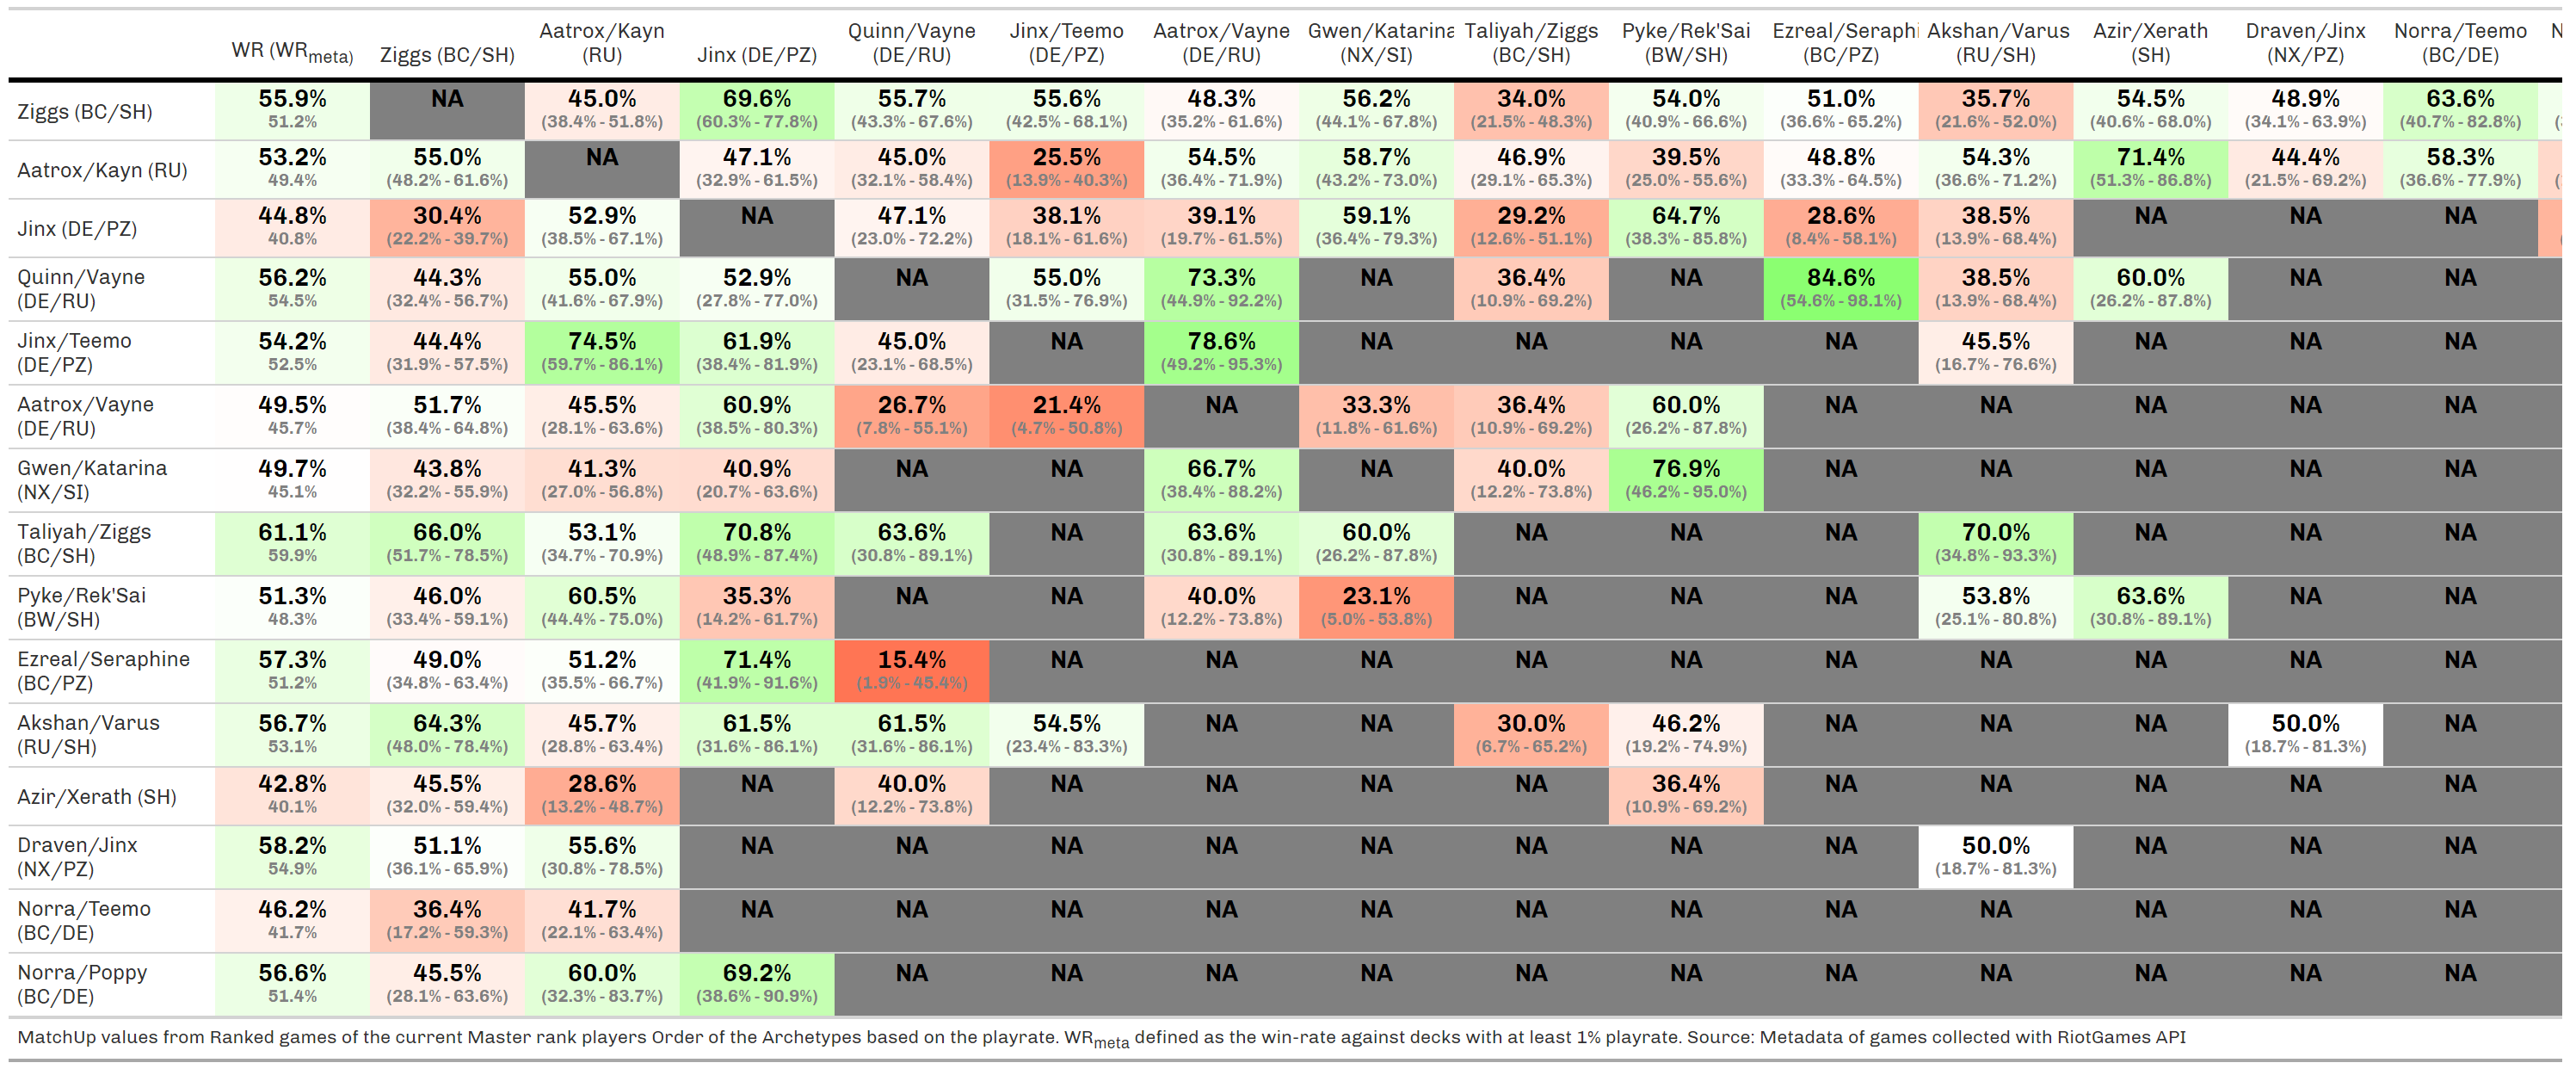 WR (WRmeta) Ziggs (BC/SH) Aatrox/Kayn (RU) Jinx (DE/PZ) Quinn/Vayne (DE/RU) Jinx/Teemo (DE/PZ) Aatrox/Vayne (DE/RU) Gwen/Katarina (NX/SI) Taliyah/Ziggs (BC/SH) Pyke/Rek'Sai (BW/SH) Ezreal/Seraphi (BC/PZ) Akshan/Varus (RU/SH) Azir/Xerath (SH) Draven/Jinx (NX/PZ) Norra/Teemo (BC/DE) N
Ziggs (BC/SH) 55.9% NA 45.0% 69.6% 55.7% 55.6% 48.3% 56.2% 34.0% 54.0% 51.0% 35.7% 54.5% 48.9% 63.6%
51.2% (38.4% - 51.8%) (60.3% - 77.8%) (43.3% - 67.6%) (42.5% - 68.1%) (35.2% - 61.6%) (44.1% - 67.8%) (21.5% - 48.3%) (40.9% - 66.6%) (36.6% - 65.2%) (21.6% - 52.0%) (40.6% - 68.0%) (34.1% - 63.9%) (40.7% - 82.8%)
Aatrox/Kayn (RU) 53.2% 55.0% NA 47.1% 45.0% 25.5% 54.5% 58.7% 46.9% 39.5% 48.8% 54.3% 71.4% 44.4% 58.3%
49.4% (48.2% - 61.6%) (32.9% - 61.5%) (32.1% - 58.4%) (13.9% - 40.3%) (36.4% - 71.9%) (43.2% - 73.0%) (29.1% - 65.3%) (25.0% - 55.6%) (33.3% - 64.5%) (36.6% - 71.2%) (51.3% - 86.8%) (21.5% - 69.2%) (36.6% - 77.9%)
Jinx (DE/PZ) 44.8% 30.4% 52.9% NA 47.1% 38.1% 39.1% 59.1% 29.2% 64.7% 28.6% 38.5% NA NA NA
40.8% (22.2% - 39.7%) (38.5% - 67.1%) (23.0% - 72.2%) (18.1% - 61.6%) (19.7% - 61.5%) (36.4% - 79.3%) (12.6% - 51.1%) (38.3% - 85.8%) (8.4% - 58.1%) (13.9% - 68.4%)
Quinn/Vayne 56.2% 44.3% 55.0% 52.9% NA 55.0% 73.3% NA 36.4% NA 84.6% 38.5% 60.0% NA NA
(DE/RU) 54.5% (32.4% - 56.7%) (41.6% - 67.9%) (27.8% - 77.0%) (31.5% - 76.9%) (44.9% - 92.2%) (10.9% - 69.2%) (54.6% - 98.1%) (13.9% - 68.4%) (26.2% - 87.8%)
Jinx/Teemo 54.2% 44.4% 74.5% 61.9% 45.0% NA 78.6% NA NA NA NA 45.5% NA NA NA
(DE/PZ) 52.5% (31.9% - 57.5%) (59.7% - 86.1%) (38.4% - 81.9%) (23.1% - 68.5%) (49.2% - 95.3%) (16.7% - 76.6%)
Aatrox/Vayne 49.5% 51.7% 45.5% 60.9% 26.7% 21.4% NA 33.3% 36.4% 60.0% NA NA NA NA NA
(DE/RU) 45.7% (38.4% - 64.8%) (28.1% - 63.6%) (38.5% - 80.3%) (7.8% - 55.1%) (4.7% - 50.8%) (11.8% - 61.6%) (10.9% - 69.2%) (26.2% - 87.8%)
Gwen/Katarina 49.7% 43.8% 41.3% 40.9% NA NA 66.7% NA 40.0% 76.9% NA NA NA NA NA
(NX/SI) 45.1% (32.2% - 55.9%) (27.0% - 56.8%) (20.7% - 63.6%) (38.4% - 88.2%) (12.2% - 73.8%) (46.2% - 95.0%)
Taliyah/Ziggs 61.1% 66.0% 53.1% 70.8% 63.6% NA 63.6% 60.0% NA NA NA 70.0% NA NA NA
(BC/SH) 59.9% (51.7% - 78.5%) (34.7% - 70.9%) (48.9% - 87.4%) (30.8% - 89.1%) (30.8% - 89.1%) (26.2% - 87.8%) (34.8% - 93.3%)
Pyke/Rek'Sai 51.3% 46.0% 60.5% 35.3% NA NA 40.0% 23.1% NA NA NA 53.8% 63.6% NA NA
(BW/SH) 48.3% (33.4% - 59.1%) (44.4% - 75.0%) (14.2% - 61.7%) (12.2% - 73.8%) (5.0% - 53.8%) (25.1% - 80.8%) (30.8% - 89.1%)
Ezreal/Seraphine 57.3% 49.0% 51.2% 71.4% 15.4% NA NA NA NA NA NA NA NA NA NA
(BC/PZ) 51.2% (34.8% - 63.4%) (35.5% - 66.7%) (41.9% - 91.6%) (1.9% - 45.4%)
Akshan/Varus 56.7% 64.3% 45.7% 61.5% 61.5% 54.5% NA NA 30.0% 46.2% NA NA NA 50.0% NA
(RU/SH) 53.1% (48.0% - 78.4%) (28.8% - 63.4%) (31.6% - 86.1%) (31.6% - 86.1%) (23.4% - 83.3%) (6.7% - 65.2%) (19.2% - 74.9%) (18.7% - 81.3%)
Azir/Xerath (SH) 42.8% 45.5% 28.6% NA 40.0% NA NA NA NA 36.4% NA NA NA NA NA
40.1% (32.0% - 59.4%) (13.2% - 48.7%) (12.2% - 73.8%) (10.9% - 69.2%)
Draven/Jinx 58.2% 51.1% 55.6% NA NA NA NA NA NA NA NA 50.0% NA NA NA
(NX/PZ) 54.9% (36.1% - 65.9%) (30.8% - 78.5%) (18.7% - 81.3%)
Norra/Teemo 46.2% 36.4% 41.7% NA NA NA NA NA NA NA NA NA NA NA NA
(BC/DE) 41.7% (17.2% - 59.3%) (22.1% - 63.4%)
Norra/Poppy 56.6% 45.5% 60.0% 69.2% NA NA NA NA NA NA NA NA NA NA NA
(BC/DE) 51.4% (28.1% - 63.6%) (32.3% - 83.7%) (38.6% - 90.9%)
MatchUp values from Ranked games of the current Master rank players Order of the Archetypes based on the playrate. WRmeta defined as the win-rate against decks with at least 1% playrate. Source: Metadata of games collected with RiotGames API